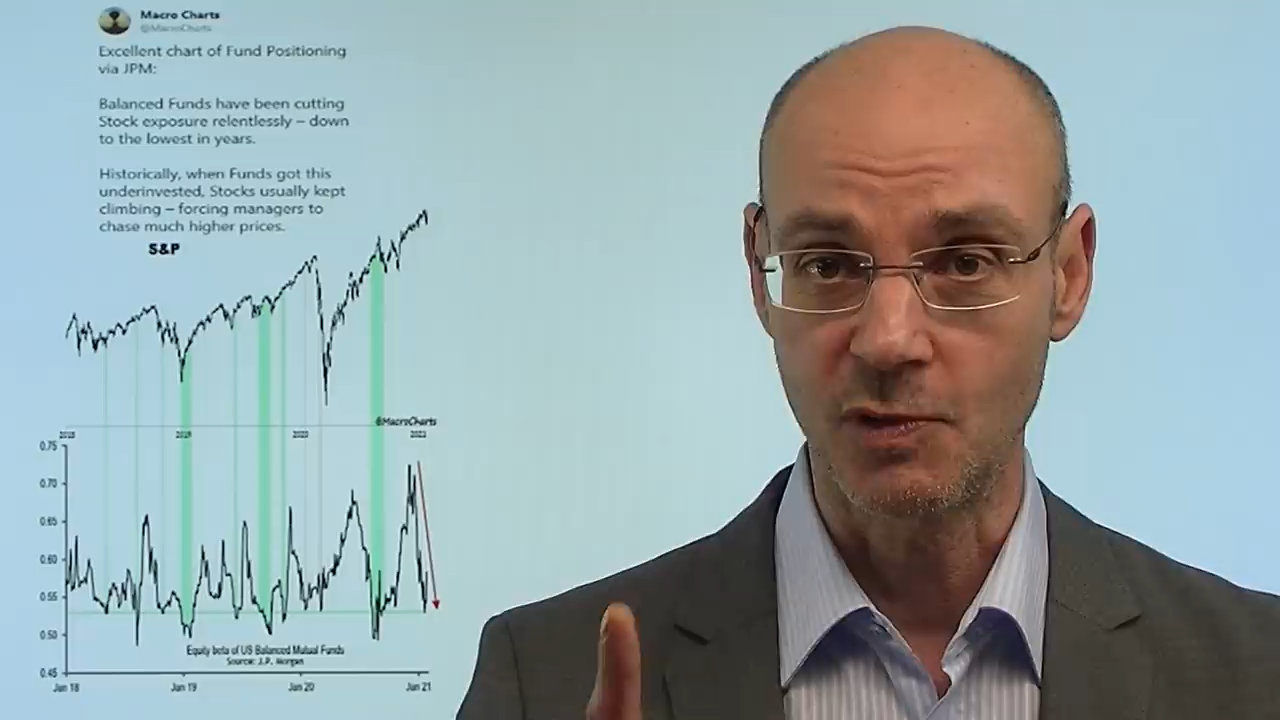 Macro Charts
@MacroCharts
Excellent chart of Fund Positioning
via JPM:
Balanced Funds have been cutting
Stock exposure relentlessly – down
to the lowest in years.
Historically, when Funds got this
underinvested, Stocks usually kept
climbing – forcing managers to
chase much higher prices.
S&P
@MacroCharts
2018 2019 2020 2021
0.75
0.70
0.65
0.60
0.55
0.50
0.45
Equity beta of US Balanced Mutual Funds
Source: J.P. Morgan
Jan 18 Jan 19 Jan 20 Jan 21